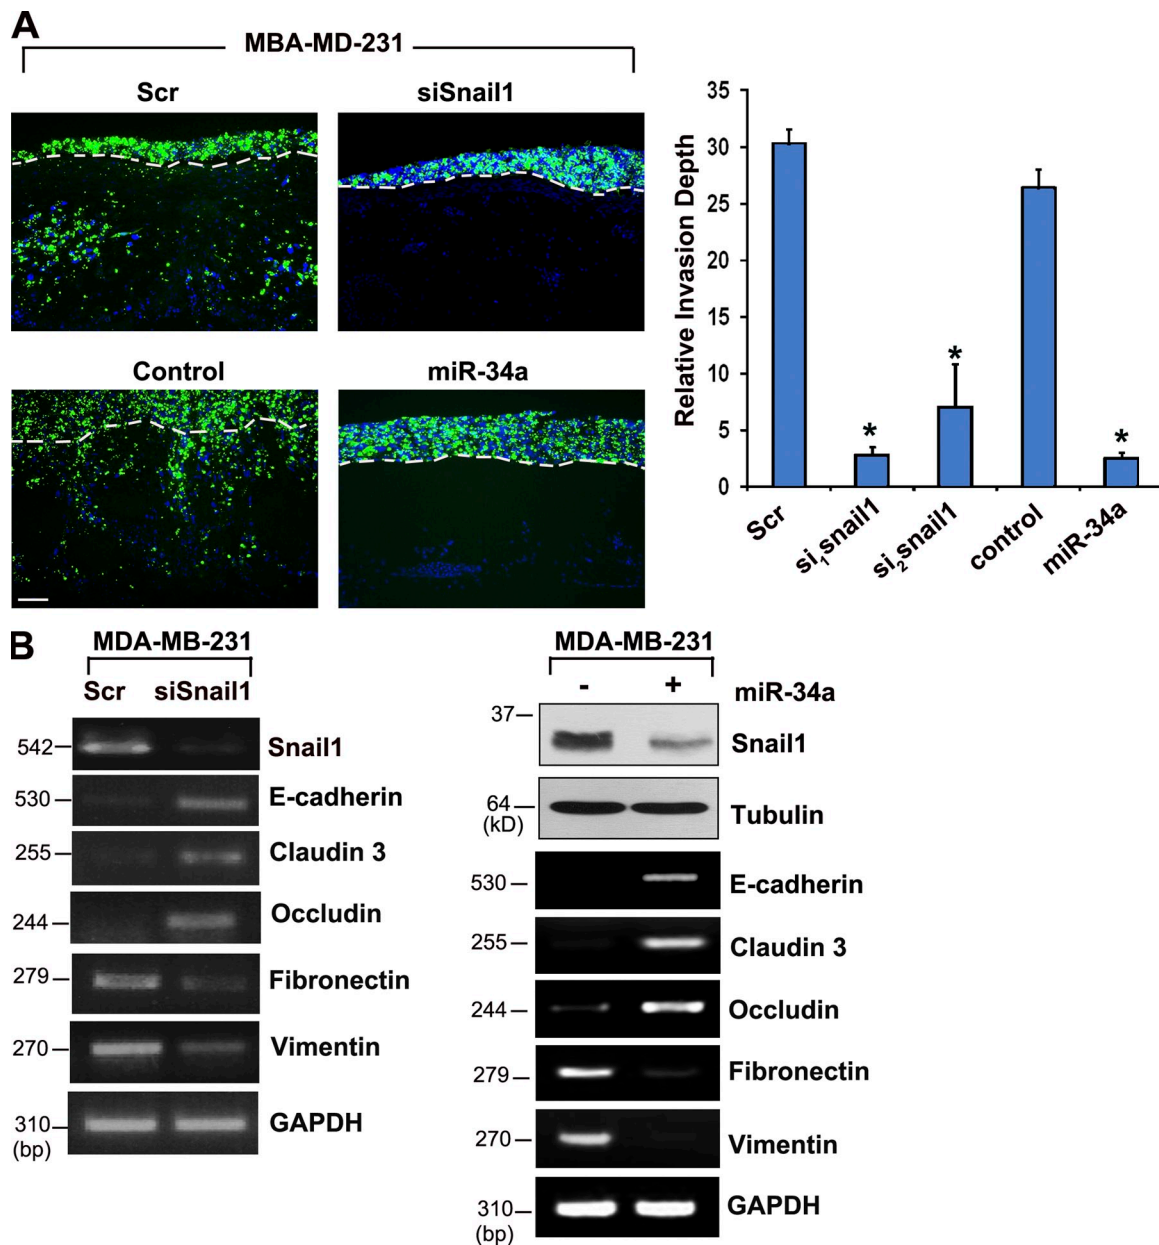 A
MBA-MD-231
Scr
siSnail1
Control
miR-34a
Relative Invasion Depth
35
30
25
20
15
10
5
0
*
*
*
Scr
si1snail1
si2snail1
control
miR-34a
B
MDA-MB-231
Scr siSnail1
542 Snail1
530 E-cadherin
255 Claudin 3
244 Occludin
279 Fibronectin
270 Vimentin
310 GAPDH
(bp)
MDA-MB-231
- + miR-34a
37
Snail1
64 Tubulin
(kD)
530 E-cadherin
255 Claudin 3
244 Occludin
279 Fibronectin
270 Vimentin
310 GAPDH
(bp)